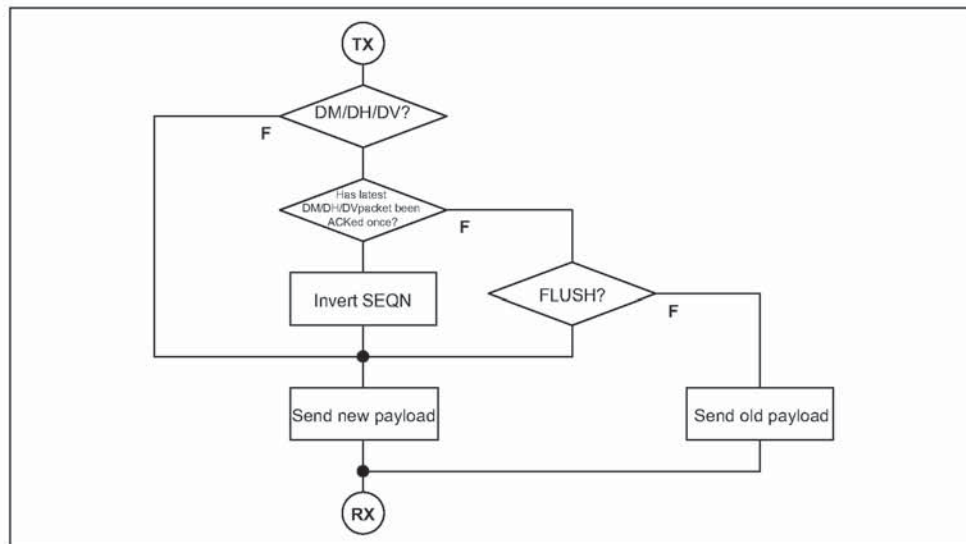 TX
DM/DH/DV?
F
Has latest
DM/DH/DVpacket been
ACKed once?
F
Invert SEQN
FLUSH?
F
Send new payload
Send old payload
RX